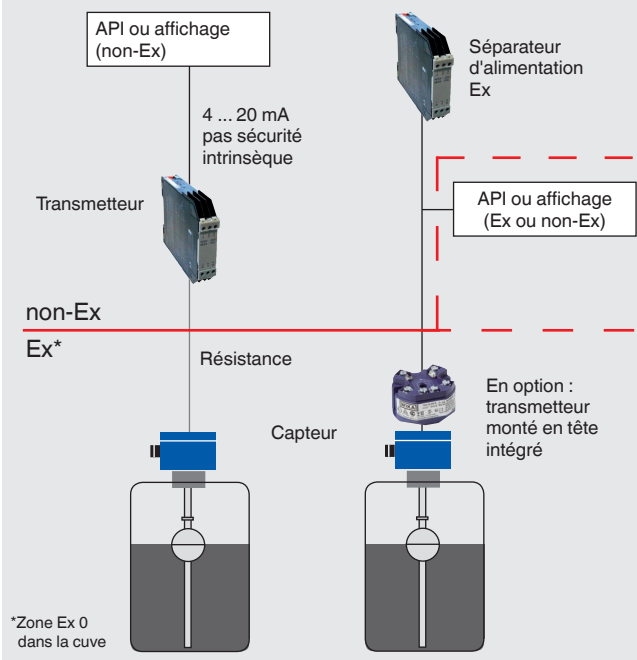 API ou affichage
(non-Ex)
Séparateur
d'alimentation
Ex
4 ... 20 mA
pas sécurité
intrinsèque
Transmetteur
API ou affichage
(Ex ou non-Ex)
non-Ex
Ex*
Résistance
En option :
transmetteur
monté en tête
intégré
Capteur
*Zone Ex 0
dans la cuve